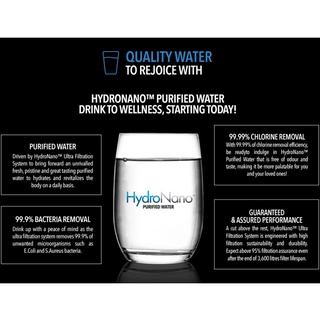 QUALITY WATER
TO REJOICE WITH
HYDRONANO™ PURIFIED WATER
DRINK TO WELLNESS, STARTING TODAY!
PURIFIED WATER
Driven by HydroNano™ Ultra Filtration
System to bring forward an unrivalled
fresh, pristine and great tasting purified
water to hydrates and revitalizes the
body on a daily basis.
99.99% CHLORINE REMOVAL
With 99.99% of chlorine removal efficiency,
be readyto indulge in HydroNano™
Purified Water that is free of odour and
taste, making it be more palatable for you
and your loved ones!
HydroNano™
PURIFIED WATER
99.9% BACTERIA REMOVAL
Drink up with a peace of mind as the
ultra filtration system removes 99.9% of
unwanted microorganisms such as
E.Coli and S.Aureus bacteria.
GUARANTEED
& ASSURED PERFORMANCE
A cut above the rest, HydroNano™ Ultra
Filtration System is engineered with high
filtration sustainability and durability.
Expect above 95% filtration assurance even
after the end of 3,600 litres filter lifespan.